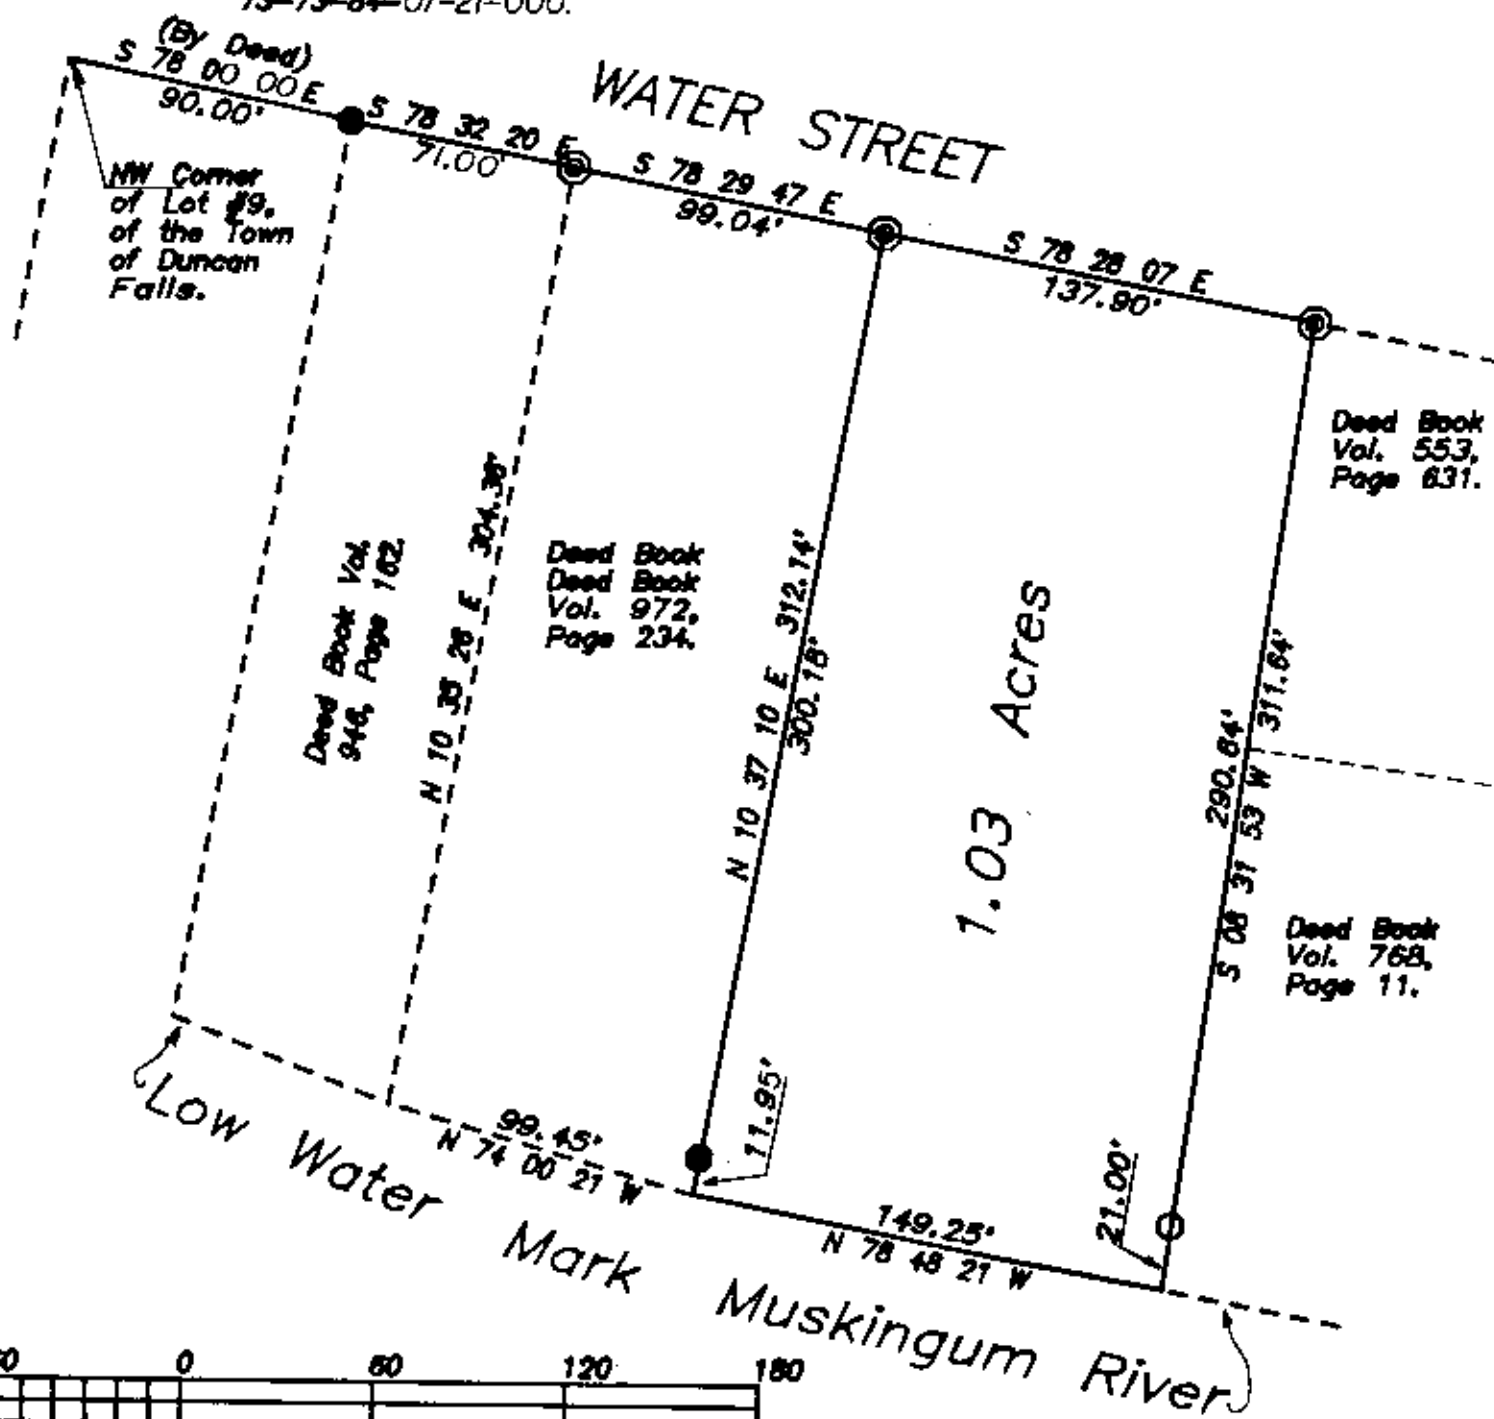 (By Deed)
S 78 00 00 E
90.00'
S 78 32 20 E
71.00'
WATER STREET
S 78 29 47 E
99.04'
S 78 28 07 E
137.90'
NW Corner
of Lot #9,
of the Town
of Duncan
Falls.
Deed Book
Vol. 553,
Page 631.
Deed Book Vol.
946, Page 162.
N 10 35 26 E 304.36'
Deed Book
Deed Book
Vol. 972,
Page 234.
N 10 37 10 E 312.14'
300.18'
1.03 Acres
290.64'
S 08 31 53 W 311.64'
Deed Book
Vol. 768,
Page 11.
11.95'
21.00'
99.45'
N 74 00 21 W
149.25'
N 78 48 21 W
Low Water Mark Muskingum River
0 60 120 180